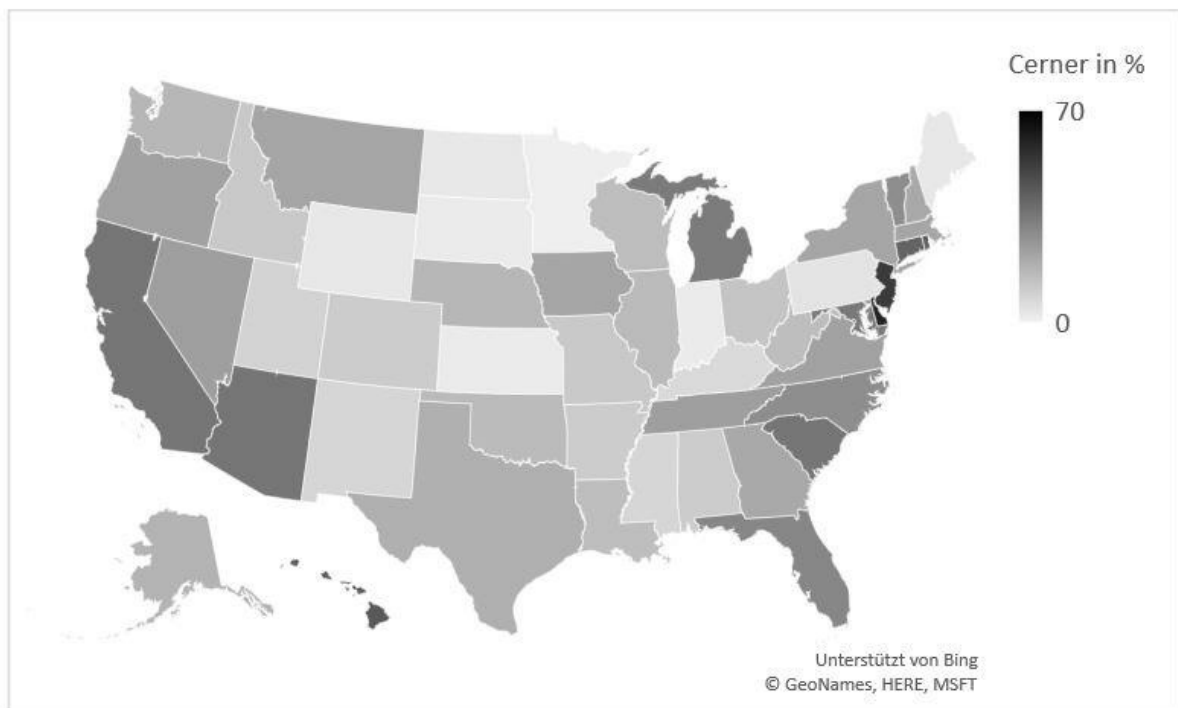 Cerner in %
70
0
Unterstützt von Bing
© GeoNames, HERE, MSFT